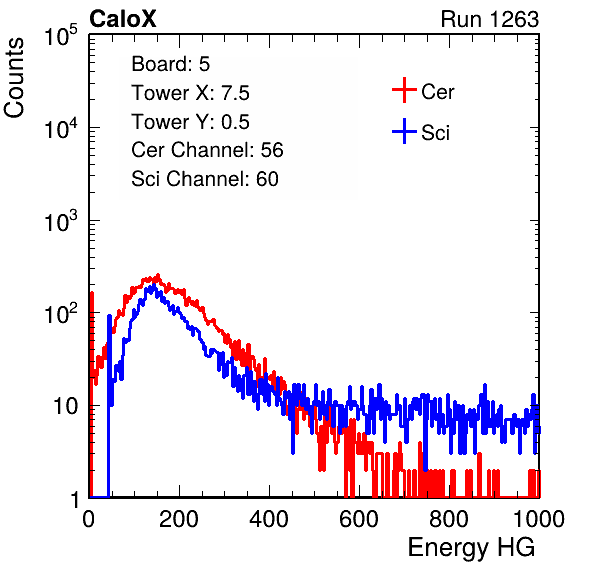 CaloX Run 1263
Counts
Board: 5
Tower X: 7.5
Tower Y: 0.5
Cer Channel: 56
Sci Channel: 60
Cer
Sci
10^5
10^4
10^3
10^2
10
1
0 200 400 600 800 1000
Energy HG